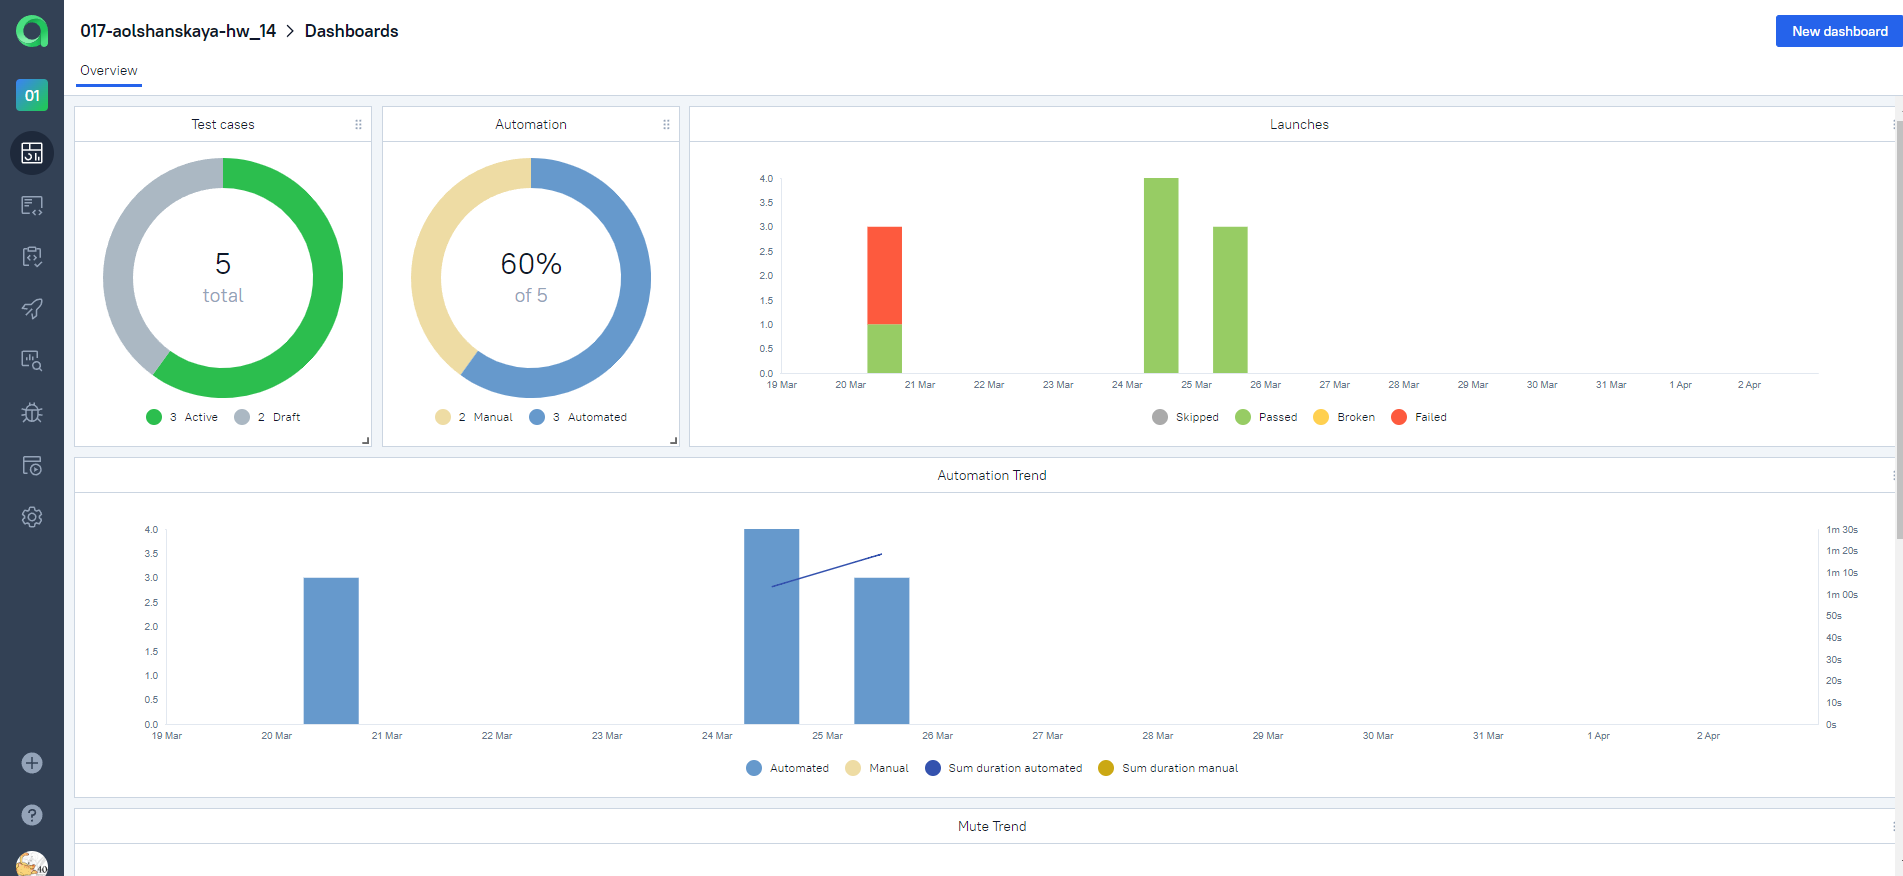 017-aolshanskaya-hw_14 > Dashboards
New dashboard
Overview
01
Test cases
5
total
3 Active 2 Draft
Automation
60%
of 5
2 Manual 3 Automated
Launches
4.0
3.5
3.0
2.5
2.0
1.5
1.0
0.5
0.0
19 Mar 20 Mar 21 Mar 22 Mar 23 Mar 24 Mar 25 Mar 26 Mar 27 Mar 28 Mar 29 Mar 30 Mar 31 Mar 1 Apr 2 Apr
Skipped Passed Broken Failed
Automation Trend
4.0
3.5
3.0
2.5
2.0
1.5
1.0
0.5
0.0
1m 30s
1m 20s
1m 10s
1m 00s
50s
40s
30s
20s
10s
0s
19 Mar 20 Mar 21 Mar 22 Mar 23 Mar 24 Mar 25 Mar 26 Mar 27 Mar 28 Mar 29 Mar 30 Mar 31 Mar 1 Apr 2 Apr
Automated Manual Sum duration automated Sum duration manual
Mute Trend